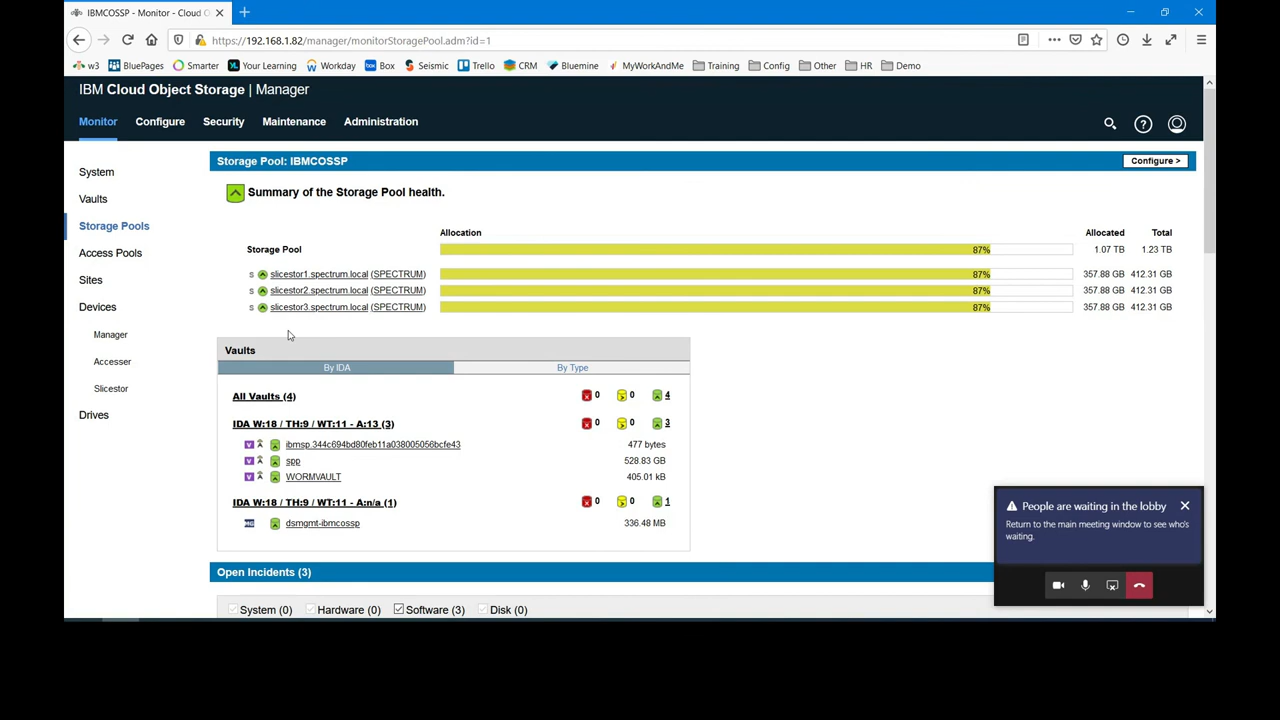 IBMCOSSP - Monitor - Cloud O
https://192.168.1.82/manager/monitorStoragePool.adm?id=1
w3 BluePages Smarter Your Learning Workday Box Seismic Trello CRM Bluemine MyWorkAndMe Training Config Other HR Demo
IBM Cloud Object Storage | Manager
Monitor Configure Security Maintenance Administration
System
Vaults
Storage Pools
Access Pools
Sites
Devices
Manager
Accesser
Slicestor
Drives
Storage Pool: IBMCOSSP Configure >
Summary of the Storage Pool health.
Allocation Allocated Total
Storage Pool 87% 1.07 TB 1.23 TB
S slicestor1.spectrum.local (SPECTRUM) 87% 357.88 GB 412.31 GB
S slicestor2.spectrum.local (SPECTRUM) 87% 357.88 GB 412.31 GB
S slicestor3.spectrum.local (SPECTRUM) 87% 357.88 GB 412.31 GB
Vaults
By IDA By Type
All Vaults (4) 0 0 4
IDA W:18 / TH:9 / WT:11 - A:13 (3) 0 0 3
V ibmsp.344c694bd80feb11a038005056bcfe43 477 bytes
V spp 528.83 GB
V WORMVAULT 405.01 kB
IDA W:18 / TH:9 / WT:11 - A:n/a (1) 0 0 1
dsmgmt-ibmcossp 336.48 MB
Open Incidents (3)
System (0) Hardware (0) Software (3) Disk (0)
People are waiting in the lobby
Return to the main meeting window to see who's
waiting.